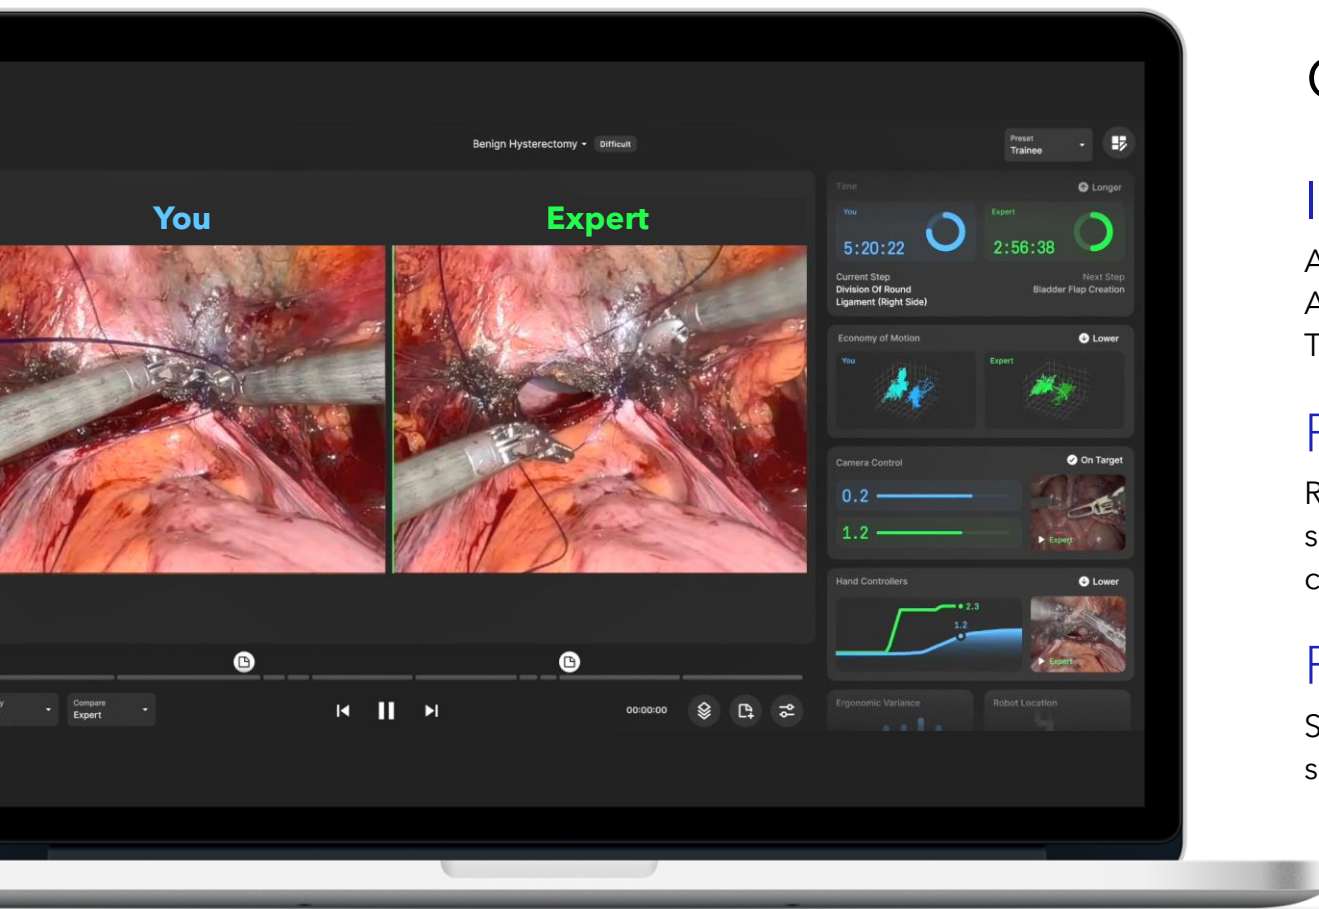 Benign Hysterectomy
Difficult
Preset
Trainee
You
Expert
Time
Longer
You
5:20:22
Expert
2:56:38
Current Step
Division Of Round
Ligament (Right Side)
Next Step
Bladder Flap Creation
Economy of Motion
Lower
You
Expert
Camera Control
On Target
0.2
1.2
Expert
Hand Controllers
Lower
2.3
1.2
Expert
Compare
Expert
00:00:00
Ergonomic Variance
Robot Location